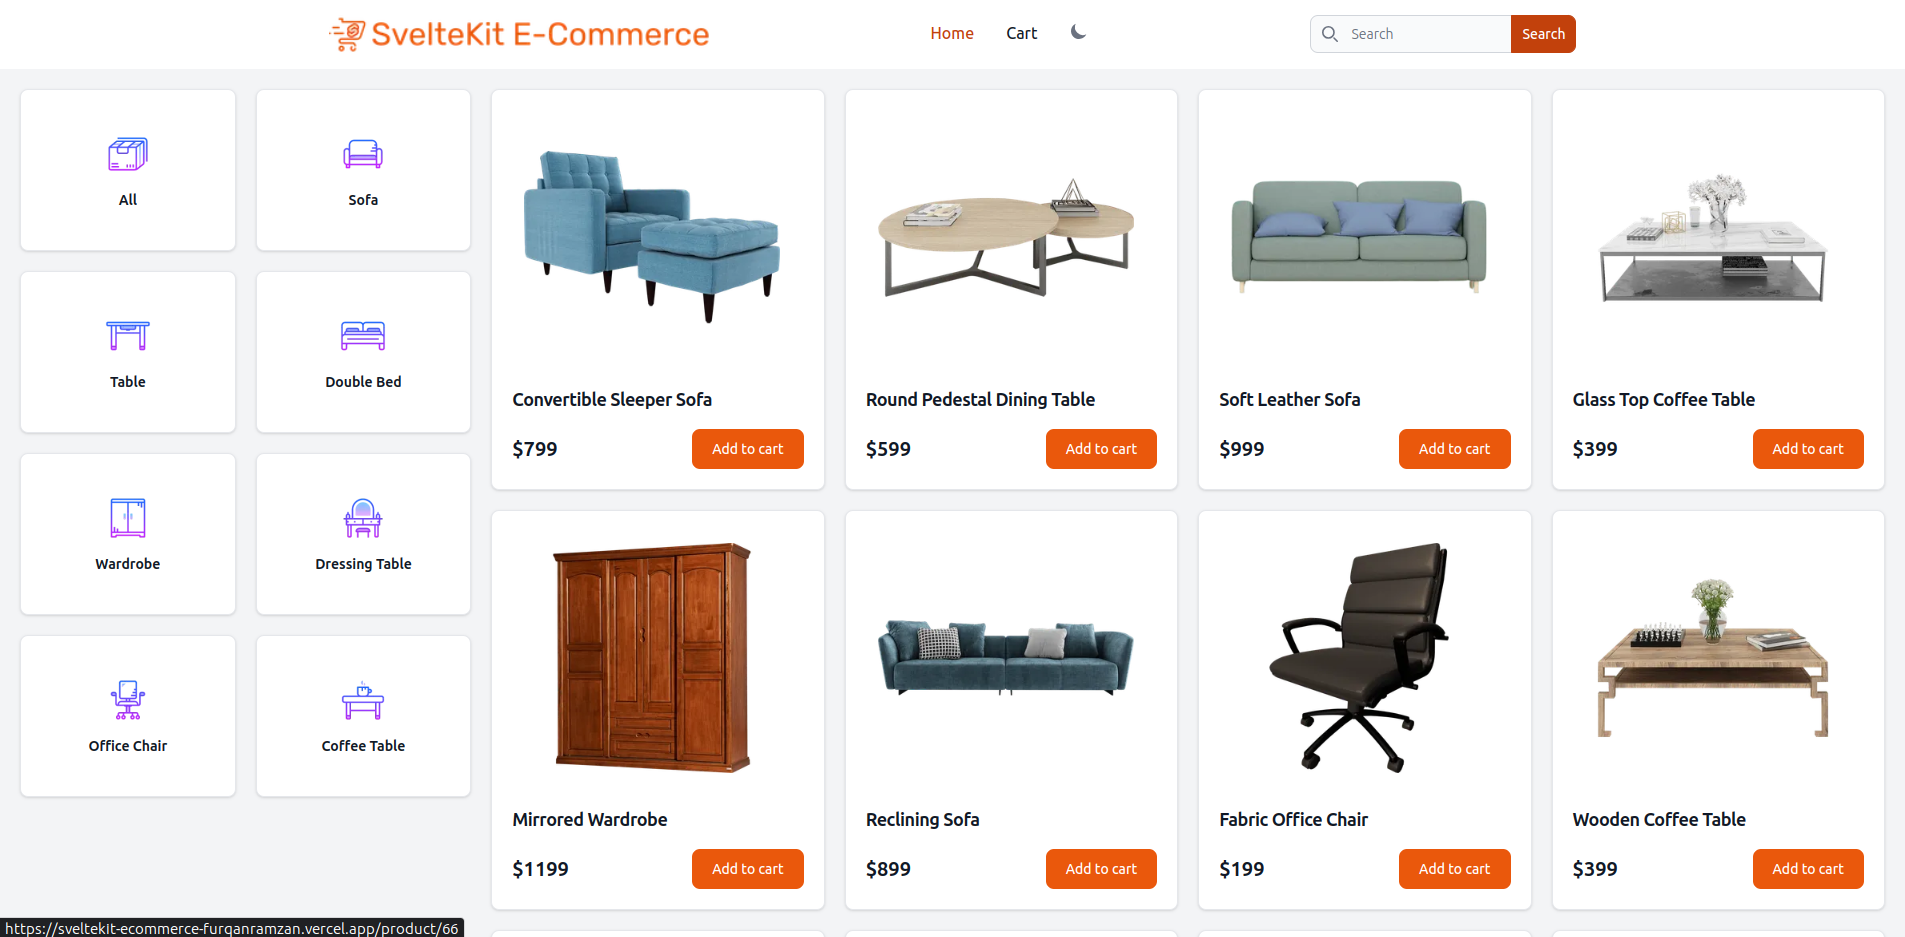 SvelteKit E-Commerce
Home
Cart
Search
Search
All
Sofa
Table
Double Bed
Wardrobe
Dressing Table
Office Chair
Coffee Table
Convertible Sleeper Sofa
$799
Add to cart
Round Pedestal Dining Table
$599
Add to cart
Soft Leather Sofa
$999
Add to cart
Glass Top Coffee Table
$399
Add to cart
Mirrored Wardrobe
$1199
Add to cart
Reclining Sofa
$899
Add to cart
Fabric Office Chair
$199
Add to cart
Wooden Coffee Table
$399
Add to cart
https://sveltekit-ecommerce-furqanramzan.vercel.app/product/66